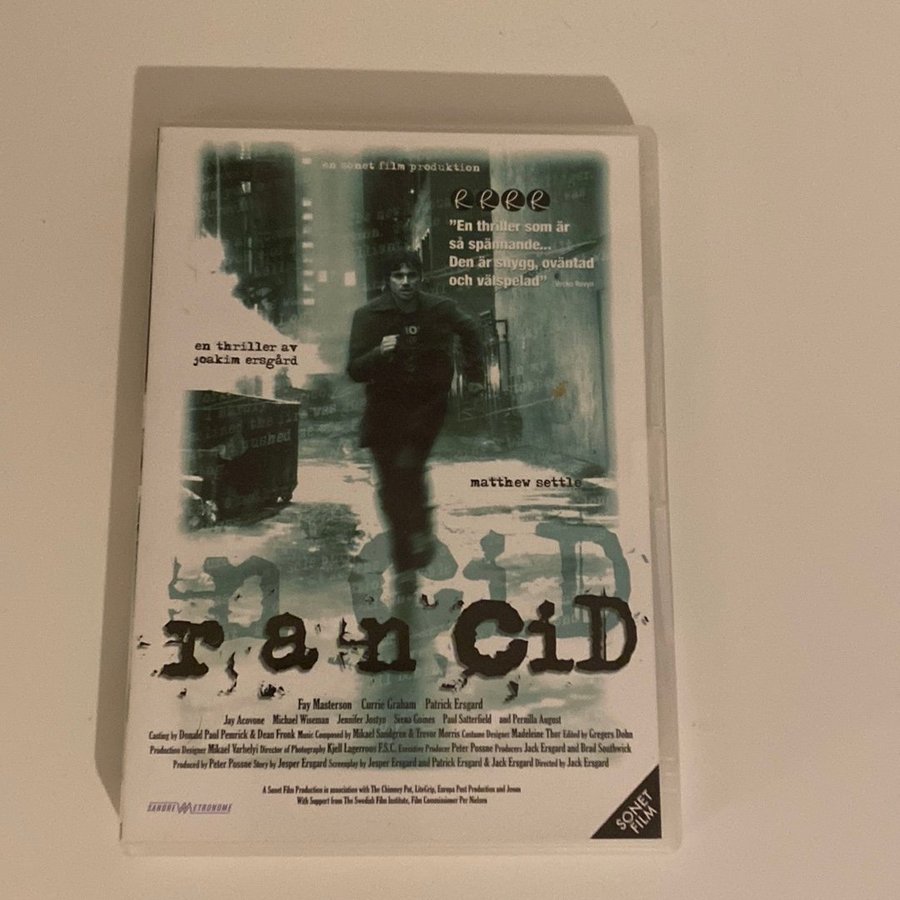 en sonet film produktion
R R R R
"En thriller som är
så spännande...
Den är snygg, oväntad
och välspelad" Vecko Revyn
en thriller av
joakim ersgård
matthew settle
rancid
Fay Masterson Currie Graham Patrick Ersgard
Jay Acovone Michael Wiseman Jennifer Jostyn Siena Goines Paul Satterfield and Pernilla August
Casting by Donald Paul Pemrick & Dean Fronk Music Composed by Mikael Sandgren & Trevor Morris Costume Designer Madeleine Thor Edited by Gregers Dohn
Production Designer Mikael Varhelyi Director of Photography Kjell Lagerroos F.S.C. Executive Producer Peter Possne Producers Jack Ersgard and Brad Southwick
Produced by Peter Possne Story by Jesper Ersgard Screenplay by Jesper Ersgard and Patrick Ersgard & Jack Ersgard Directed by Jack Ersgard
A Sonet Film Production in association with The Chimney Pot, LiteGrip, Europa Post Production and Jonas
With Support from The Swedish Film Institute, Film Commissioner Per Nielsen
SANDREW METRONOME
SONET
FILM